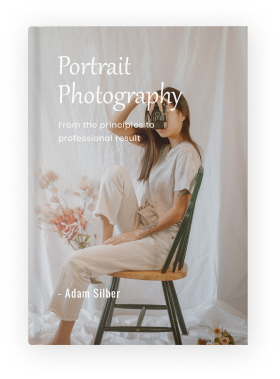 Portrait
Photography
From the principles to
professional result
- Adam Silber